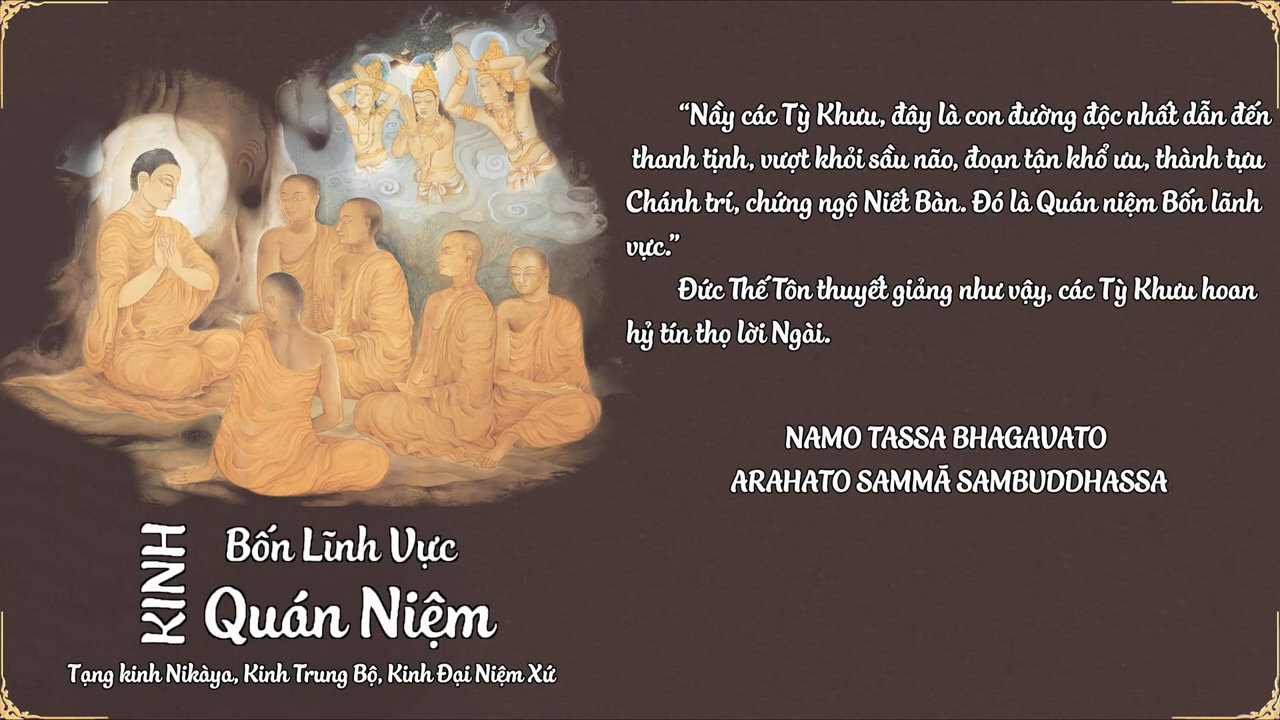 “Nầy các Tỳ Khưu, đây là con đường độc nhất dẫn đến
thanh tịnh, vượt khỏi sầu não, đoạn tận khổ ưu, thành tựu
Chánh trí, chứng ngộ Niết Bàn. Đó là Quán niệm Bốn lãnh
vực.”
Đức Thế Tôn thuyết giảng như vậy, các Tỳ Khưu hoan
hỷ tín thọ lời Ngài.
NAMO TASSA BHAGAVATO
ARAHATO SAMMĀ SAMBUDDHASSA
KINH
Bốn Lĩnh Vực
Quán Niệm
Tạng kinh Nikàya, Kinh Trung Bộ, Kinh Đại Niệm Xứ